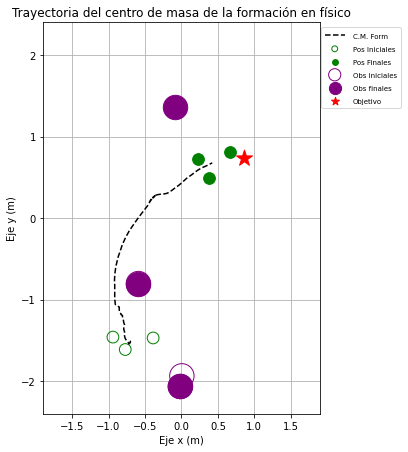 Trayectoria del centro de masa de la formación en físico
C.M. Form
Pos Iniciales
Pos Finales
Obs iniciales
Obs finales
Objetivo
2
1
0
−1
−2
Eje y (m)
−1.5 −1.0 −0.5 0.0 0.5 1.0 1.5
Eje x (m)